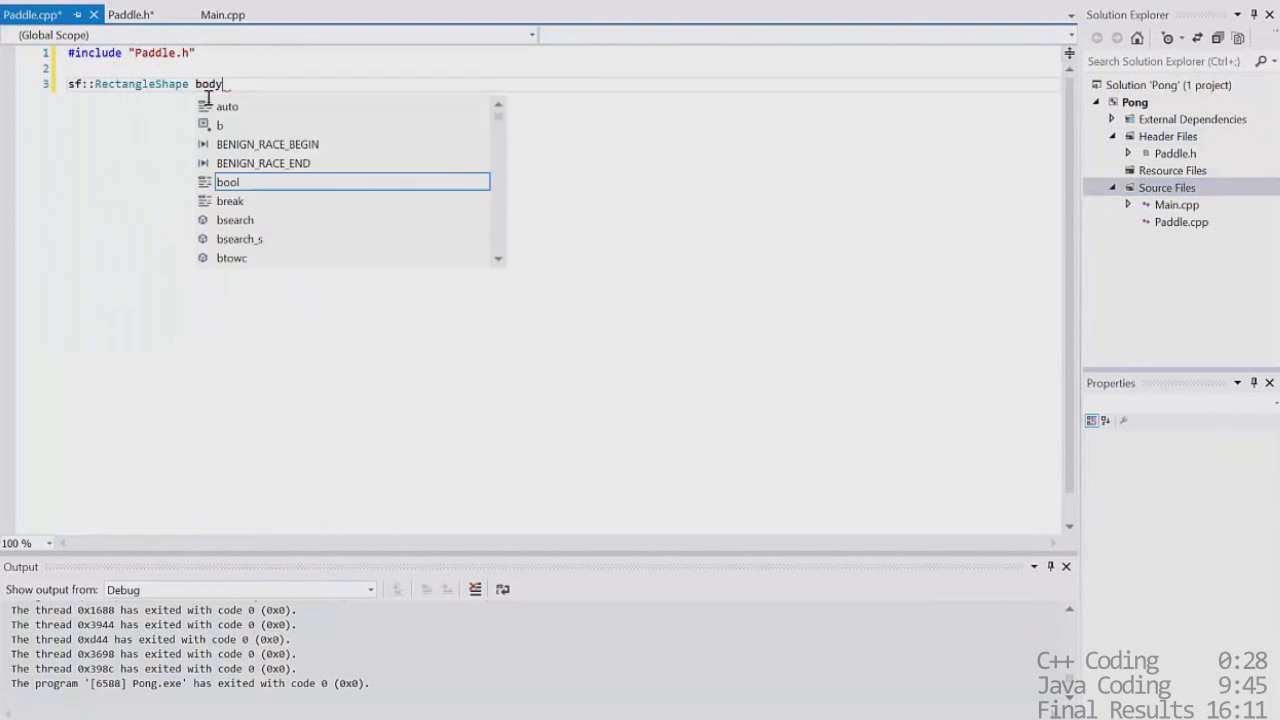 Paddle.cpp*
Paddle.h*
Main.cpp
(Global Scope)
1 #include "Paddle.h"
2
3 sf::RectangleShape body
auto
b
BENIGN_RACE_BEGIN
BENIGN_RACE_END
bool
break
bsearch
bsearch_s
btowc
100 %
Solution Explorer
Search Solution Explorer (Ctrl+;)
Solution 'Pong' (1 project)
Pong
External Dependencies
Header Files
Paddle.h
Resource Files
Source Files
Main.cpp
Paddle.cpp
Properties
Output
Show output from: Debug
The thread 0x1688 has exited with code 0 (0x0).
The thread 0x3944 has exited with code 0 (0x0).
The thread 0xd44 has exited with code 0 (0x0).
The thread 0x3698 has exited with code 0 (0x0).
The thread 0x398c has exited with code 0 (0x0).
The program '[6588] Pong.exe' has exited with code 0 (0x0).
C++ Coding 0:28
Java Coding 9:45
Final Results 16:11